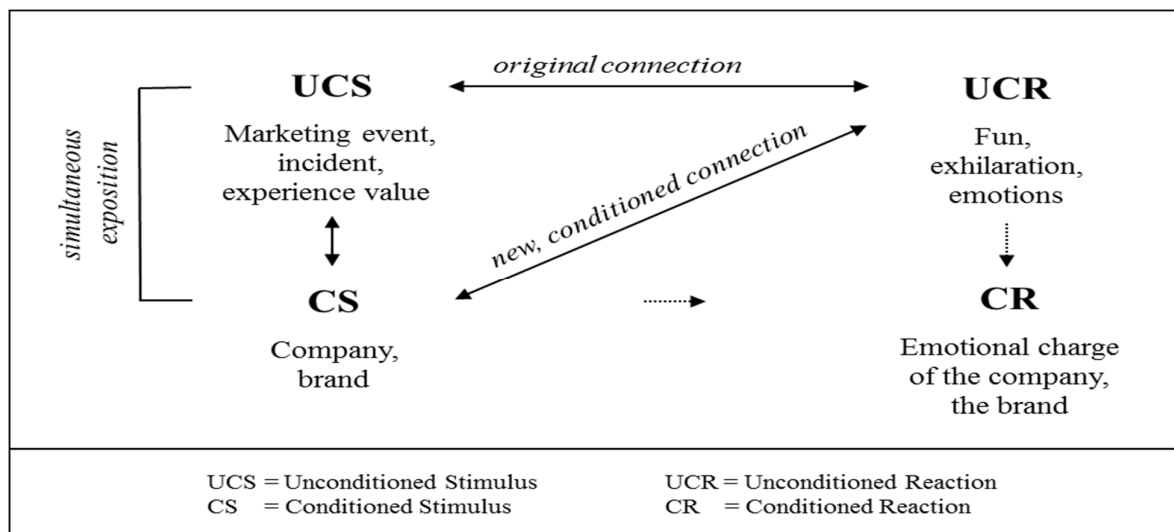 original connection
UCS
UCR
Marketing event,
incident,
experience value
Fun,
exhilaration,
emotions
simultaneous
exposition
new, conditioned connection
CS
CR
Company,
brand
Emotional charge
of the company,
the brand
UCS = Unconditioned Stimulus
UCR = Unconditioned Reaction
CS = Conditioned Stimulus
CR = Conditioned Reaction